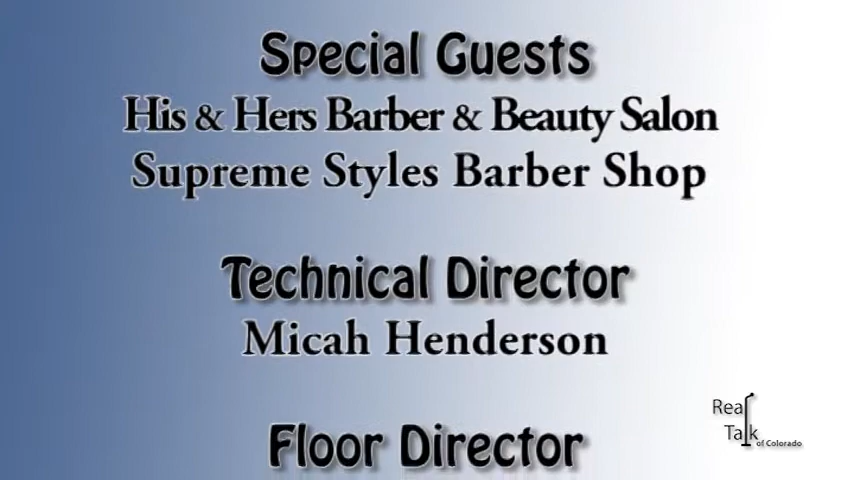 Special Guests
His & Hers Barber & Beauty Salon
Supreme Styles Barber Shop
Technical Director
Micah Henderson
Floor Director
Real
Talk
of Colorado